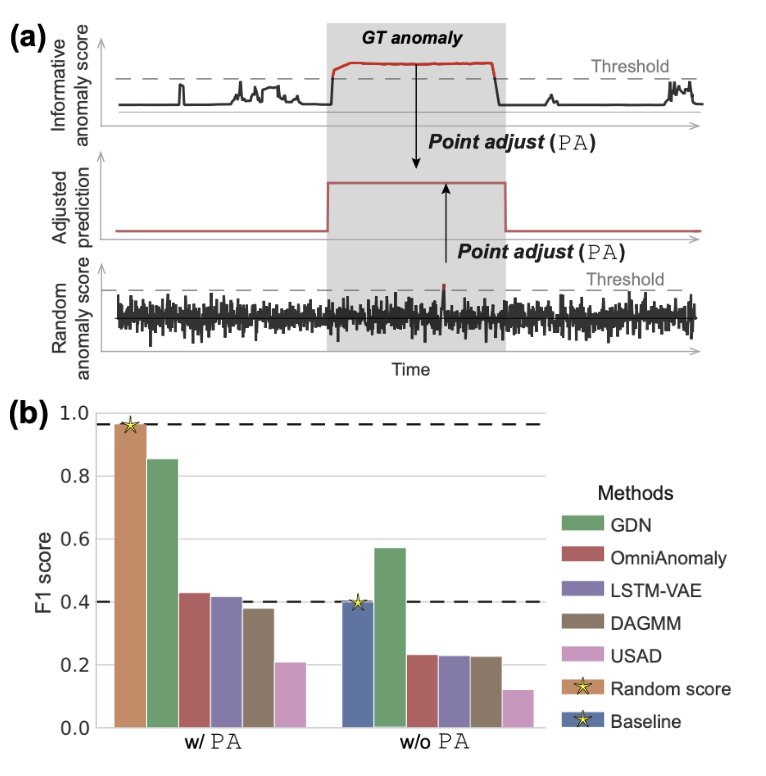 (a)
GT anomaly
Informative
anomaly score
Threshold
Point adjust (PA)
Adjusted
prediction
Point adjust (PA)
Random
anomaly score
Threshold
Time
(b)
F1 score
1.0
0.8
0.6
0.4
0.2
0.0
w/ PA
w/o PA
Methods
GDN
OmniAnomaly
LSTM-VAE
DAGMM
USAD
Random score
Baseline